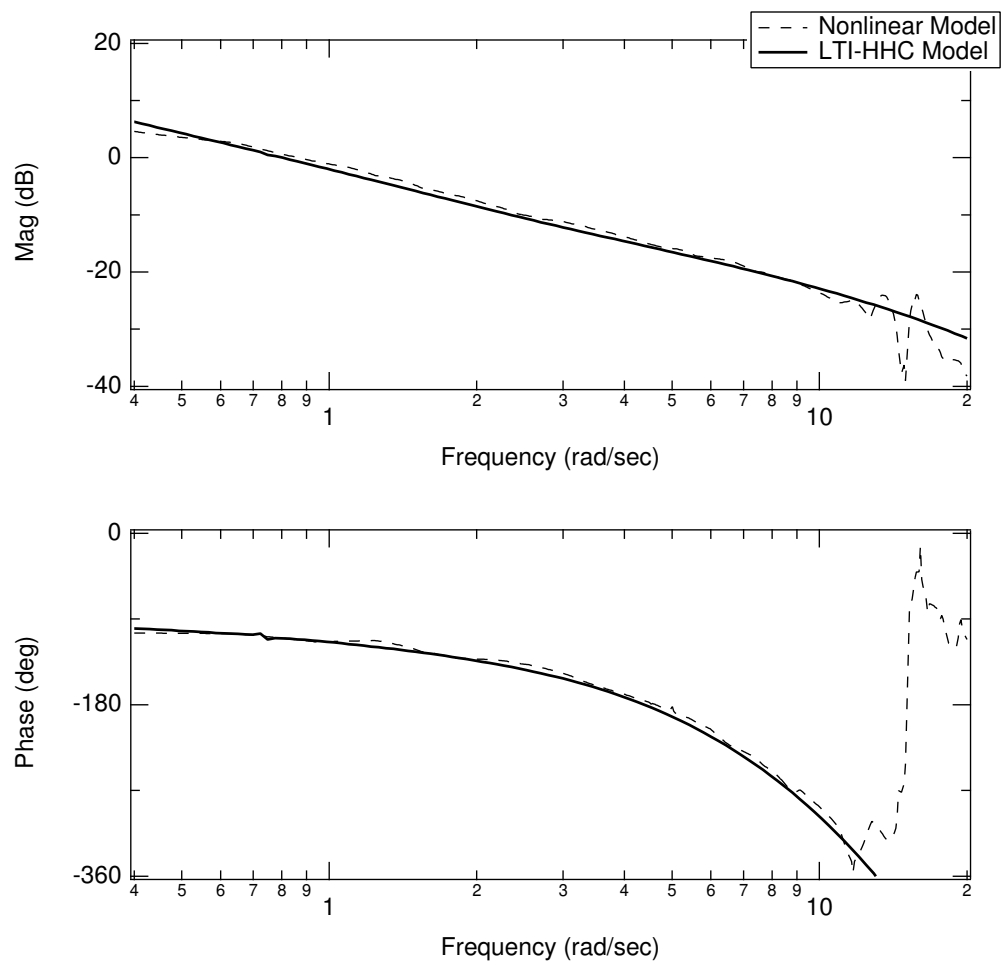 Nonlinear Model
LTI-HHC Model
20
0
-20
-40
Mag (dB)
4 5 6 7 8 9 1 2 3 4 5 6 7 8 9 10 2
Frequency (rad/sec)
0
-180
-360
Phase (deg)
4 5 6 7 8 9 1 2 3 4 5 6 7 8 9 10 2
Frequency (rad/sec)